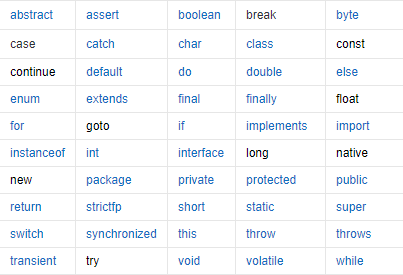 abstract assert boolean break byte
case catch char class const
continue default do double else
enum extends final finally float
for goto if implements import
instanceof int interface long native
new package private protected public
return strictfp short static super
switch synchronized this throw throws
transient try void volatile while